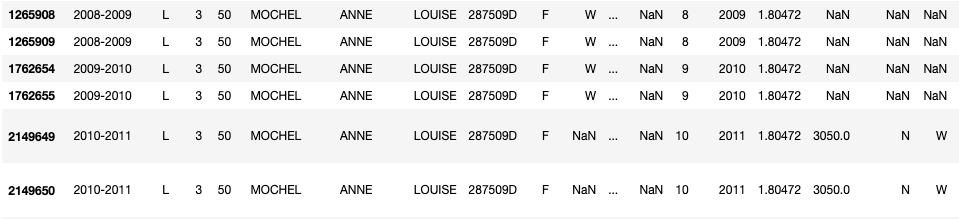 1265908 2008-2009 L 3 50 MOCHEL ANNE LOUISE 287509D F W ... NaN 8 2009 1.80472 NaN NaN NaN
1265909 2008-2009 L 3 50 MOCHEL ANNE LOUISE 287509D F W ... NaN 8 2009 1.80472 NaN NaN NaN
1762654 2009-2010 L 3 50 MOCHEL ANNE LOUISE 287509D F W ... NaN 9 2010 1.80472 NaN NaN NaN
1762655 2009-2010 L 3 50 MOCHEL ANNE LOUISE 287509D F W ... NaN 9 2010 1.80472 NaN NaN NaN
2149649 2010-2011 L 3 50 MOCHEL ANNE LOUISE 287509D F NaN ... NaN 10 2011 1.80472 3050.0 N W
2149650 2010-2011 L 3 50 MOCHEL ANNE LOUISE 287509D F NaN ... NaN 10 2011 1.80472 3050.0 N W